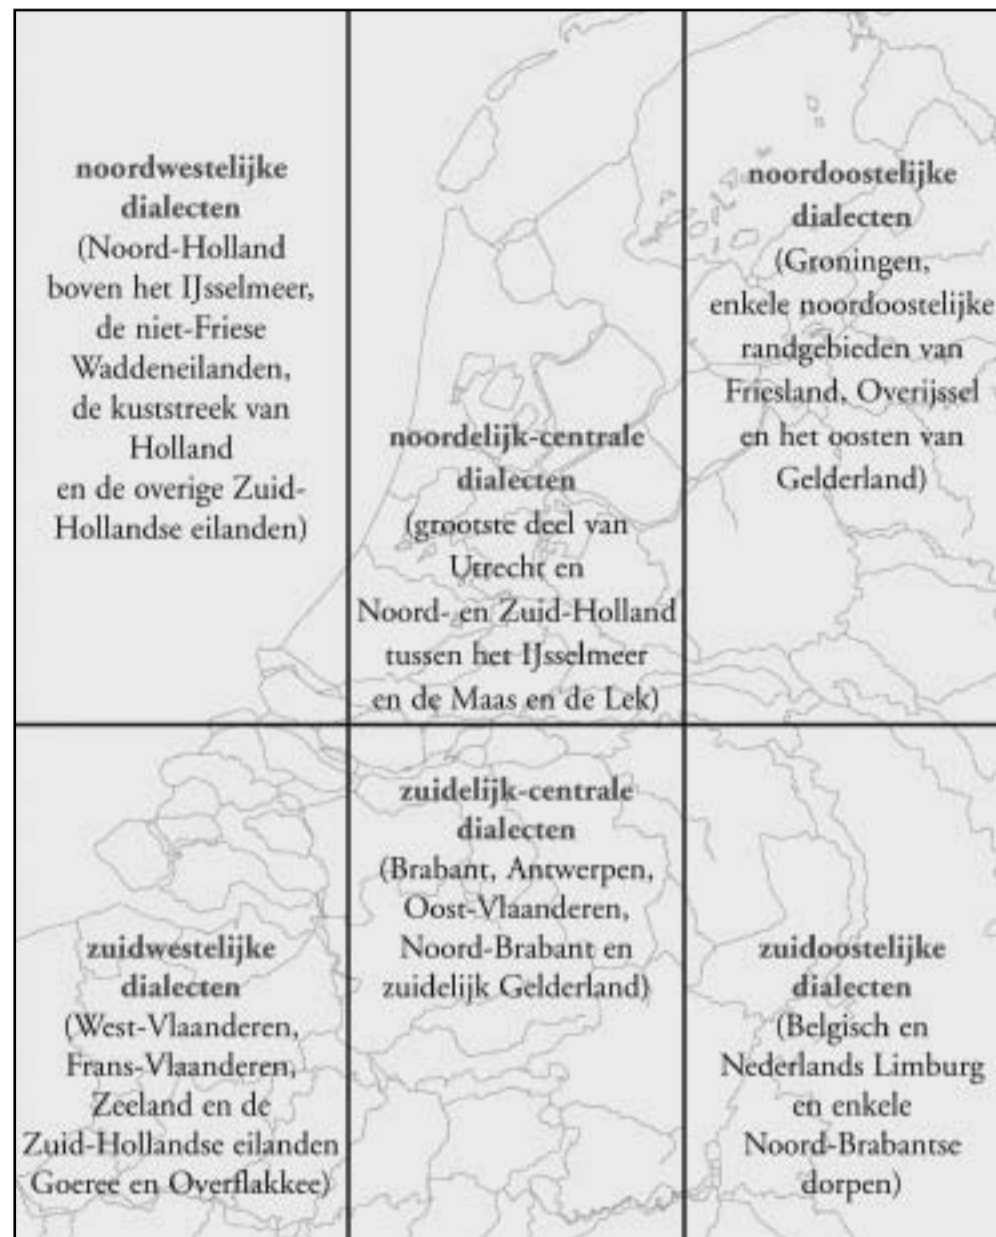 noordwestelijke
dialecten
(Noord-Holland
boven het IJsselmeer,
de niet-Friese
Waddeneilanden,
de kuststreek van
Holland
en de overige Zuid-
Hollandse eilanden)
noordelijk-centrale
dialecten
(grootste deel van
Utrecht en
Noord- en Zuid-Holland
tussen het IJsselmeer
en de Maas en de Lek)
noordoostelijke
dialecten
(Groningen,
enkele noordoostelijke
randgebieden van
Friesland, Overijssel
en het oosten van
Gelderland)
zuidwestelijke
dialecten
(West-Vlaanderen,
Frans-Vlaanderen,
Zeeland en de
Zuid-Hollandse eilanden
Goeree en Overflakkee)
zuidelijk-centrale
dialecten
(Brabant, Antwerpen,
Oost-Vlaanderen,
Noord-Brabant en
zuidelijk Gelderland)
zuidoostelijke
dialecten
(Belgisch en
Nederlands Limburg
en enkele
Noord-Brabantse
dorpen)